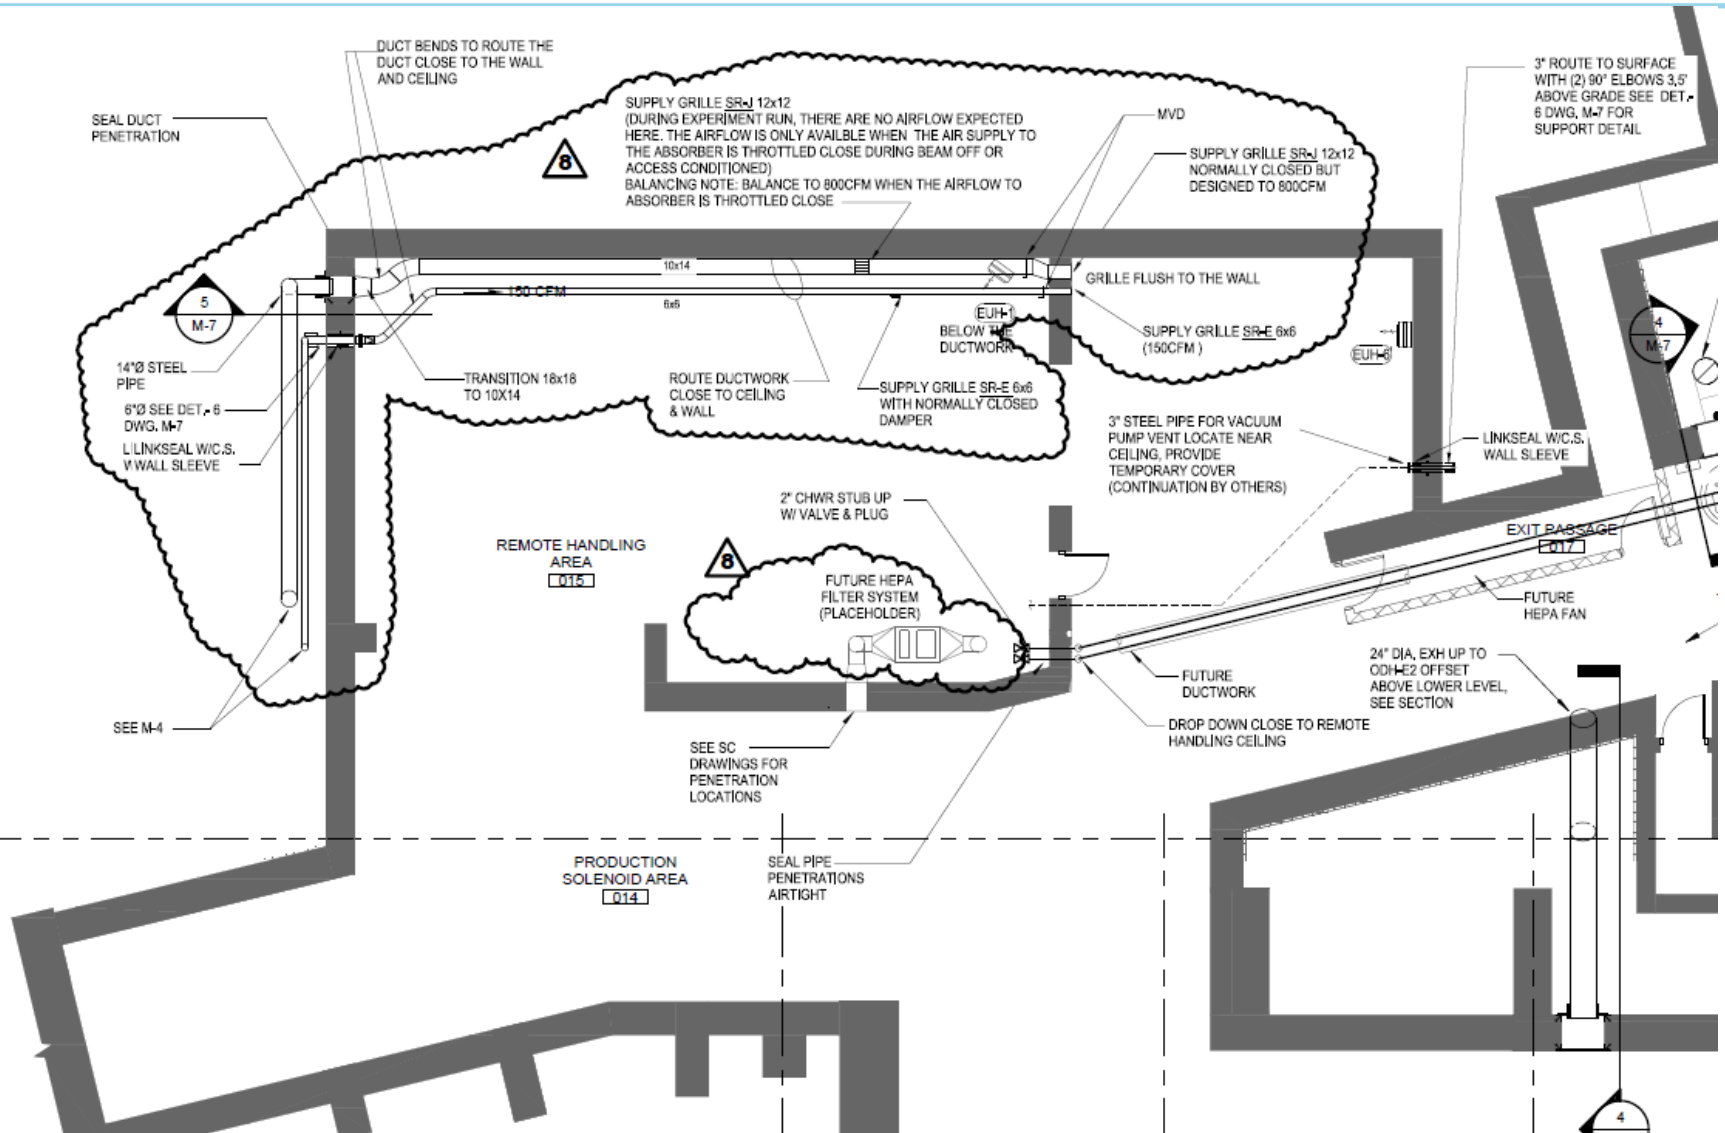 DUCT BENDS TO ROUTE THE
DUCT CLOSE TO THE WALL
AND CEILING
SEAL DUCT
PENETRATION
8
SUPPLY GRILLE SR-J 12x12
(DURING EXPERIMENT RUN, THERE ARE NO AIRFLOW EXPECTED
HERE. THE AIRFLOW IS ONLY AVAILBLE WHEN THE AIR SUPPLY TO
THE ABSORBER IS THROTTLED CLOSE DURING BEAM OFF OR
ACCESS CONDITIONED)
BALANCING NOTE: BALANCE TO 800CFM WHEN THE AIRFLOW TO
ABSORBER IS THROTTLED CLOSE
MVD
SUPPLY GRILLE SR-J 12x12
NORMALLY CLOSED BUT
DESIGNED TO 800CFM
3" ROUTE TO SURFACE
WITH (2) 90° ELBOWS 3,5'
ABOVE GRADE SEE DET.-
6 DWG, M-7 FOR
SUPPORT DETAIL
10x14
150 CFM
6x6
GRILLE FLUSH TO THE WALL
EUH-1
BELOW THE
DUCTWORK
SUPPLY GRILLE SR-E 6x6
(150CFM )
EUH-6
4
M-7
5
M-7
14"Ø STEEL
PIPE
6"Ø SEE DET.- 6
DWG. M-7
LINKSEAL W/C.S.
WALL SLEEVE
TRANSITION 18x18
TO 10X14
ROUTE DUCTWORK
CLOSE TO CEILING
& WALL
SUPPLY GRILLE SR-E 6x6
WITH NORMALLY CLOSED
DAMPER
3" STEEL PIPE FOR VACUUM
PUMP VENT LOCATE NEAR
CEILING, PROVIDE
TEMPORARY COVER
(CONTINUATION BY OTHERS)
LINKSEAL W/C.S.
WALL SLEEVE
2" CHWR STUB UP
W/ VALVE & PLUG
REMOTE HANDLING
AREA
015
8
FUTURE HEPA
FILTER SYSTEM
(PLACEHOLDER)
EXIT PASSAGE
017
FUTURE
HEPA FAN
FUTURE
DUCTWORK
24" DIA, EXH UP TO
ODH-E2 OFFSET
ABOVE LOWER LEVEL,
SEE SECTION
DROP DOWN CLOSE TO REMOTE
HANDLING CEILING
SEE M-4
SEE SC
DRAWINGS FOR
PENETRATION
LOCATIONS
PRODUCTION
SOLENOID AREA
014
SEAL PIPE
PENETRATIONS
AIRTIGHT
4